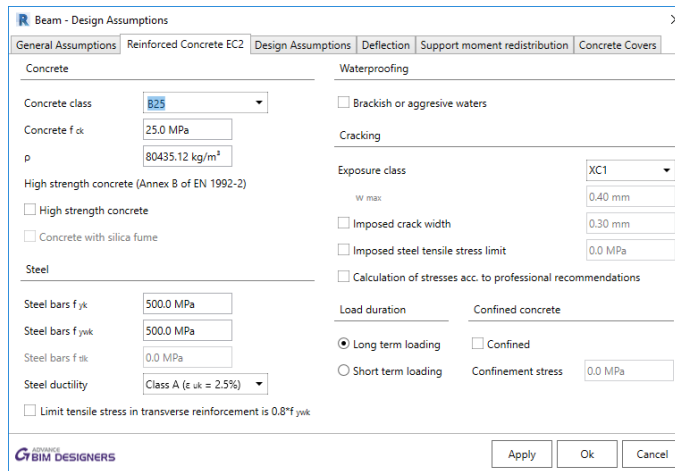 R Beam - Design Assumptions
General Assumptions Reinforced Concrete EC2 Design Assumptions Deflection Support moment redistribution Concrete Covers
Concrete
Concrete class B25
Concrete f ck 25.0 MPa
ρ 80435.12 kg/m³
High strength concrete (Annex B of EN 1992-2)
High strength concrete
Concrete with silica fume
Steel
Steel bars f yk 500.0 MPa
Steel bars f ywk 500.0 MPa
Steel bars f tlk 0.0 MPa
Steel ductility Class A (ε uk = 2.5%)
Limit tensile stress in transverse reinforcement is 0.8*f ywk
Waterproofing
Brackish or aggresive waters
Cracking
Exposure class XC1
w max 0.40 mm
Imposed crack width 0.30 mm
Imposed steel tensile stress limit 0.0 MPa
Calculation of stresses acc. to professional recommendations
Load duration
Long term loading
Short term loading
Confined concrete
Confined
Confinement stress 0.0 MPa
ADVANCE
BIM DESIGNERS
Apply Ok Cancel